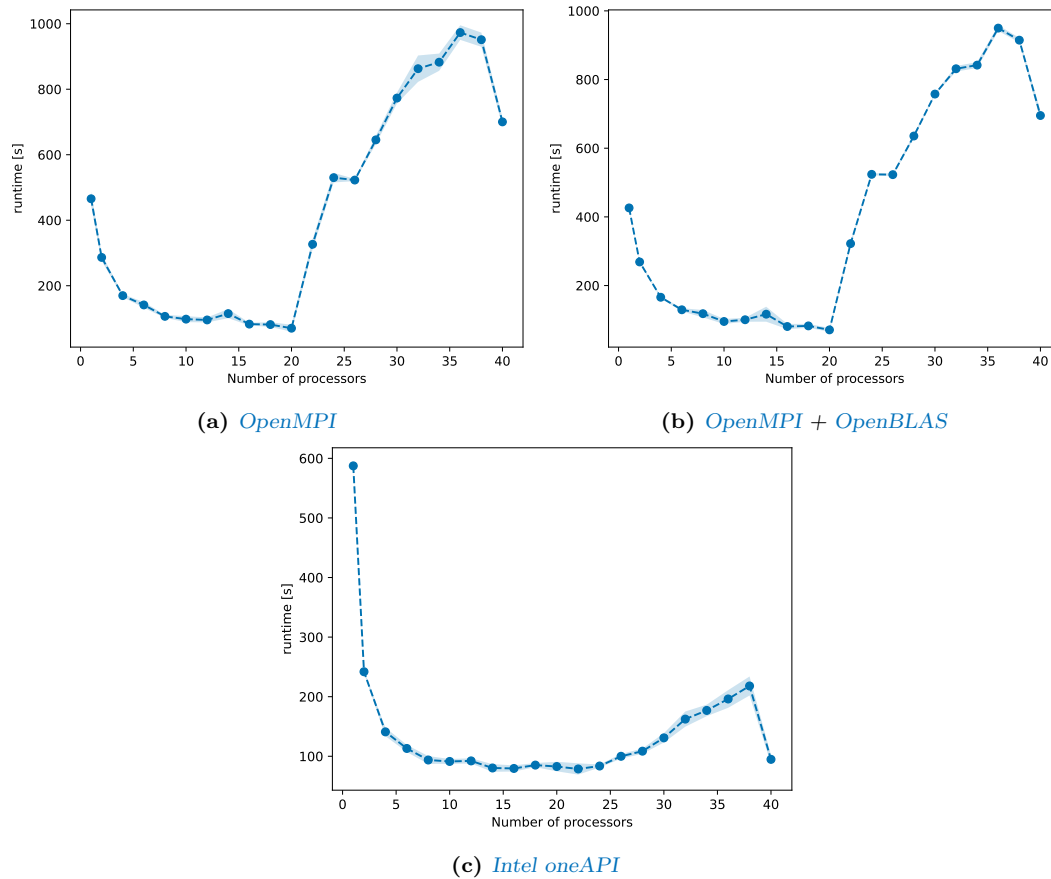 1000
800
600
400
200
runtime [s]
0 5 10 15 20 25 30 35 40
Number of processors
(a) OpenMPI
1000
800
600
400
200
runtime [s]
0 5 10 15 20 25 30 35 40
Number of processors
(b) OpenMPI + OpenBLAS
600
500
400
300
200
100
runtime [s]
0 5 10 15 20 25 30 35 40
Number of processors
(c) Intel oneAPI